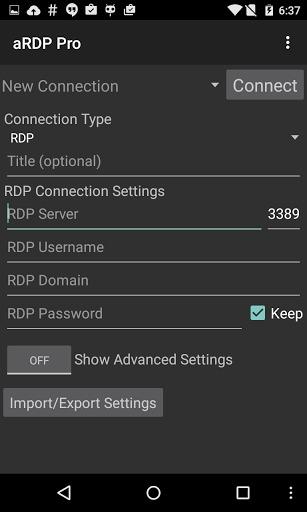 6:37
aRDP Pro
New Connection
Connect
Connection Type
RDP
Title (optional)
RDP Connection Settings
RDP Server
3389
RDP Username
RDP Domain
RDP Password
Keep
OFF
Show Advanced Settings
Import/Export Settings